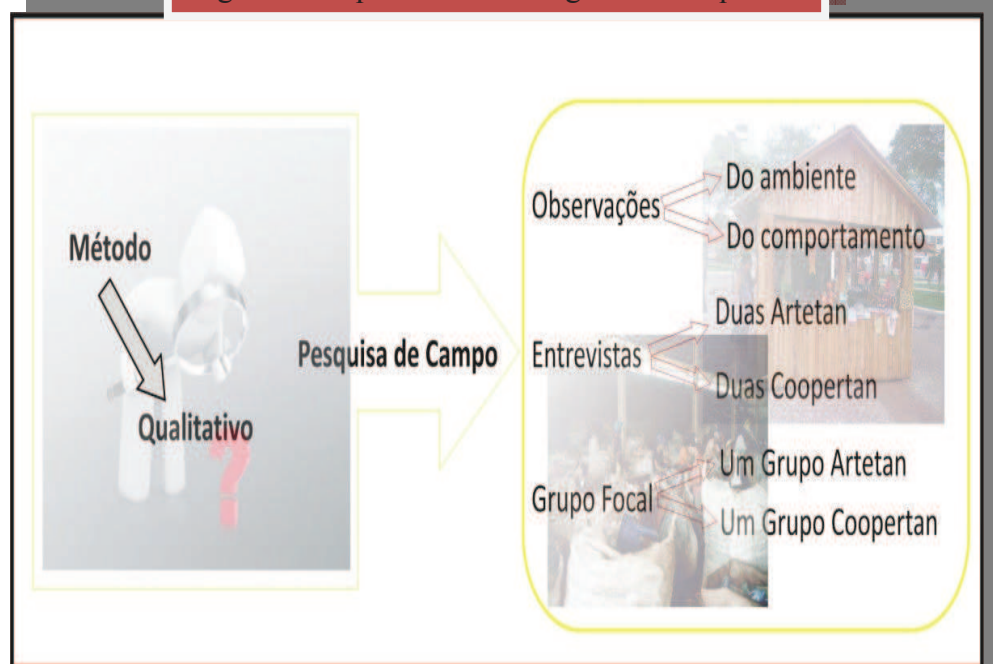 Método
Qualitativo
Pesquisa de Campo
Observações
Do ambiente
Do comportamento
Entrevistas
Duas Artetan
Duas Coopertan
Grupo Focal
Um Grupo Artetan
Um Grupo Coopertan
?